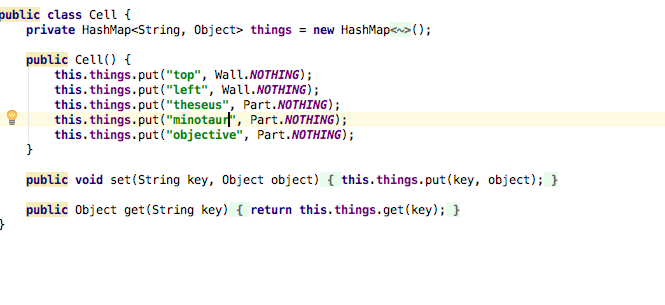 public class Cell {
    private HashMap<String, Object> things = new HashMap<~>();
    public Cell() {
        this.things.put("top", Wall.NOTHING);
        this.things.put("left", Wall.NOTHING);
        this.things.put("theseus", Part.NOTHING);
        this.things.put("minotaur", Part.NOTHING);
        this.things.put("objective", Part.NOTHING);
    }
    public void set(String key, Object object) { this.things.put(key, object); }
    public Object get(String key) { return this.things.get(key); }
}